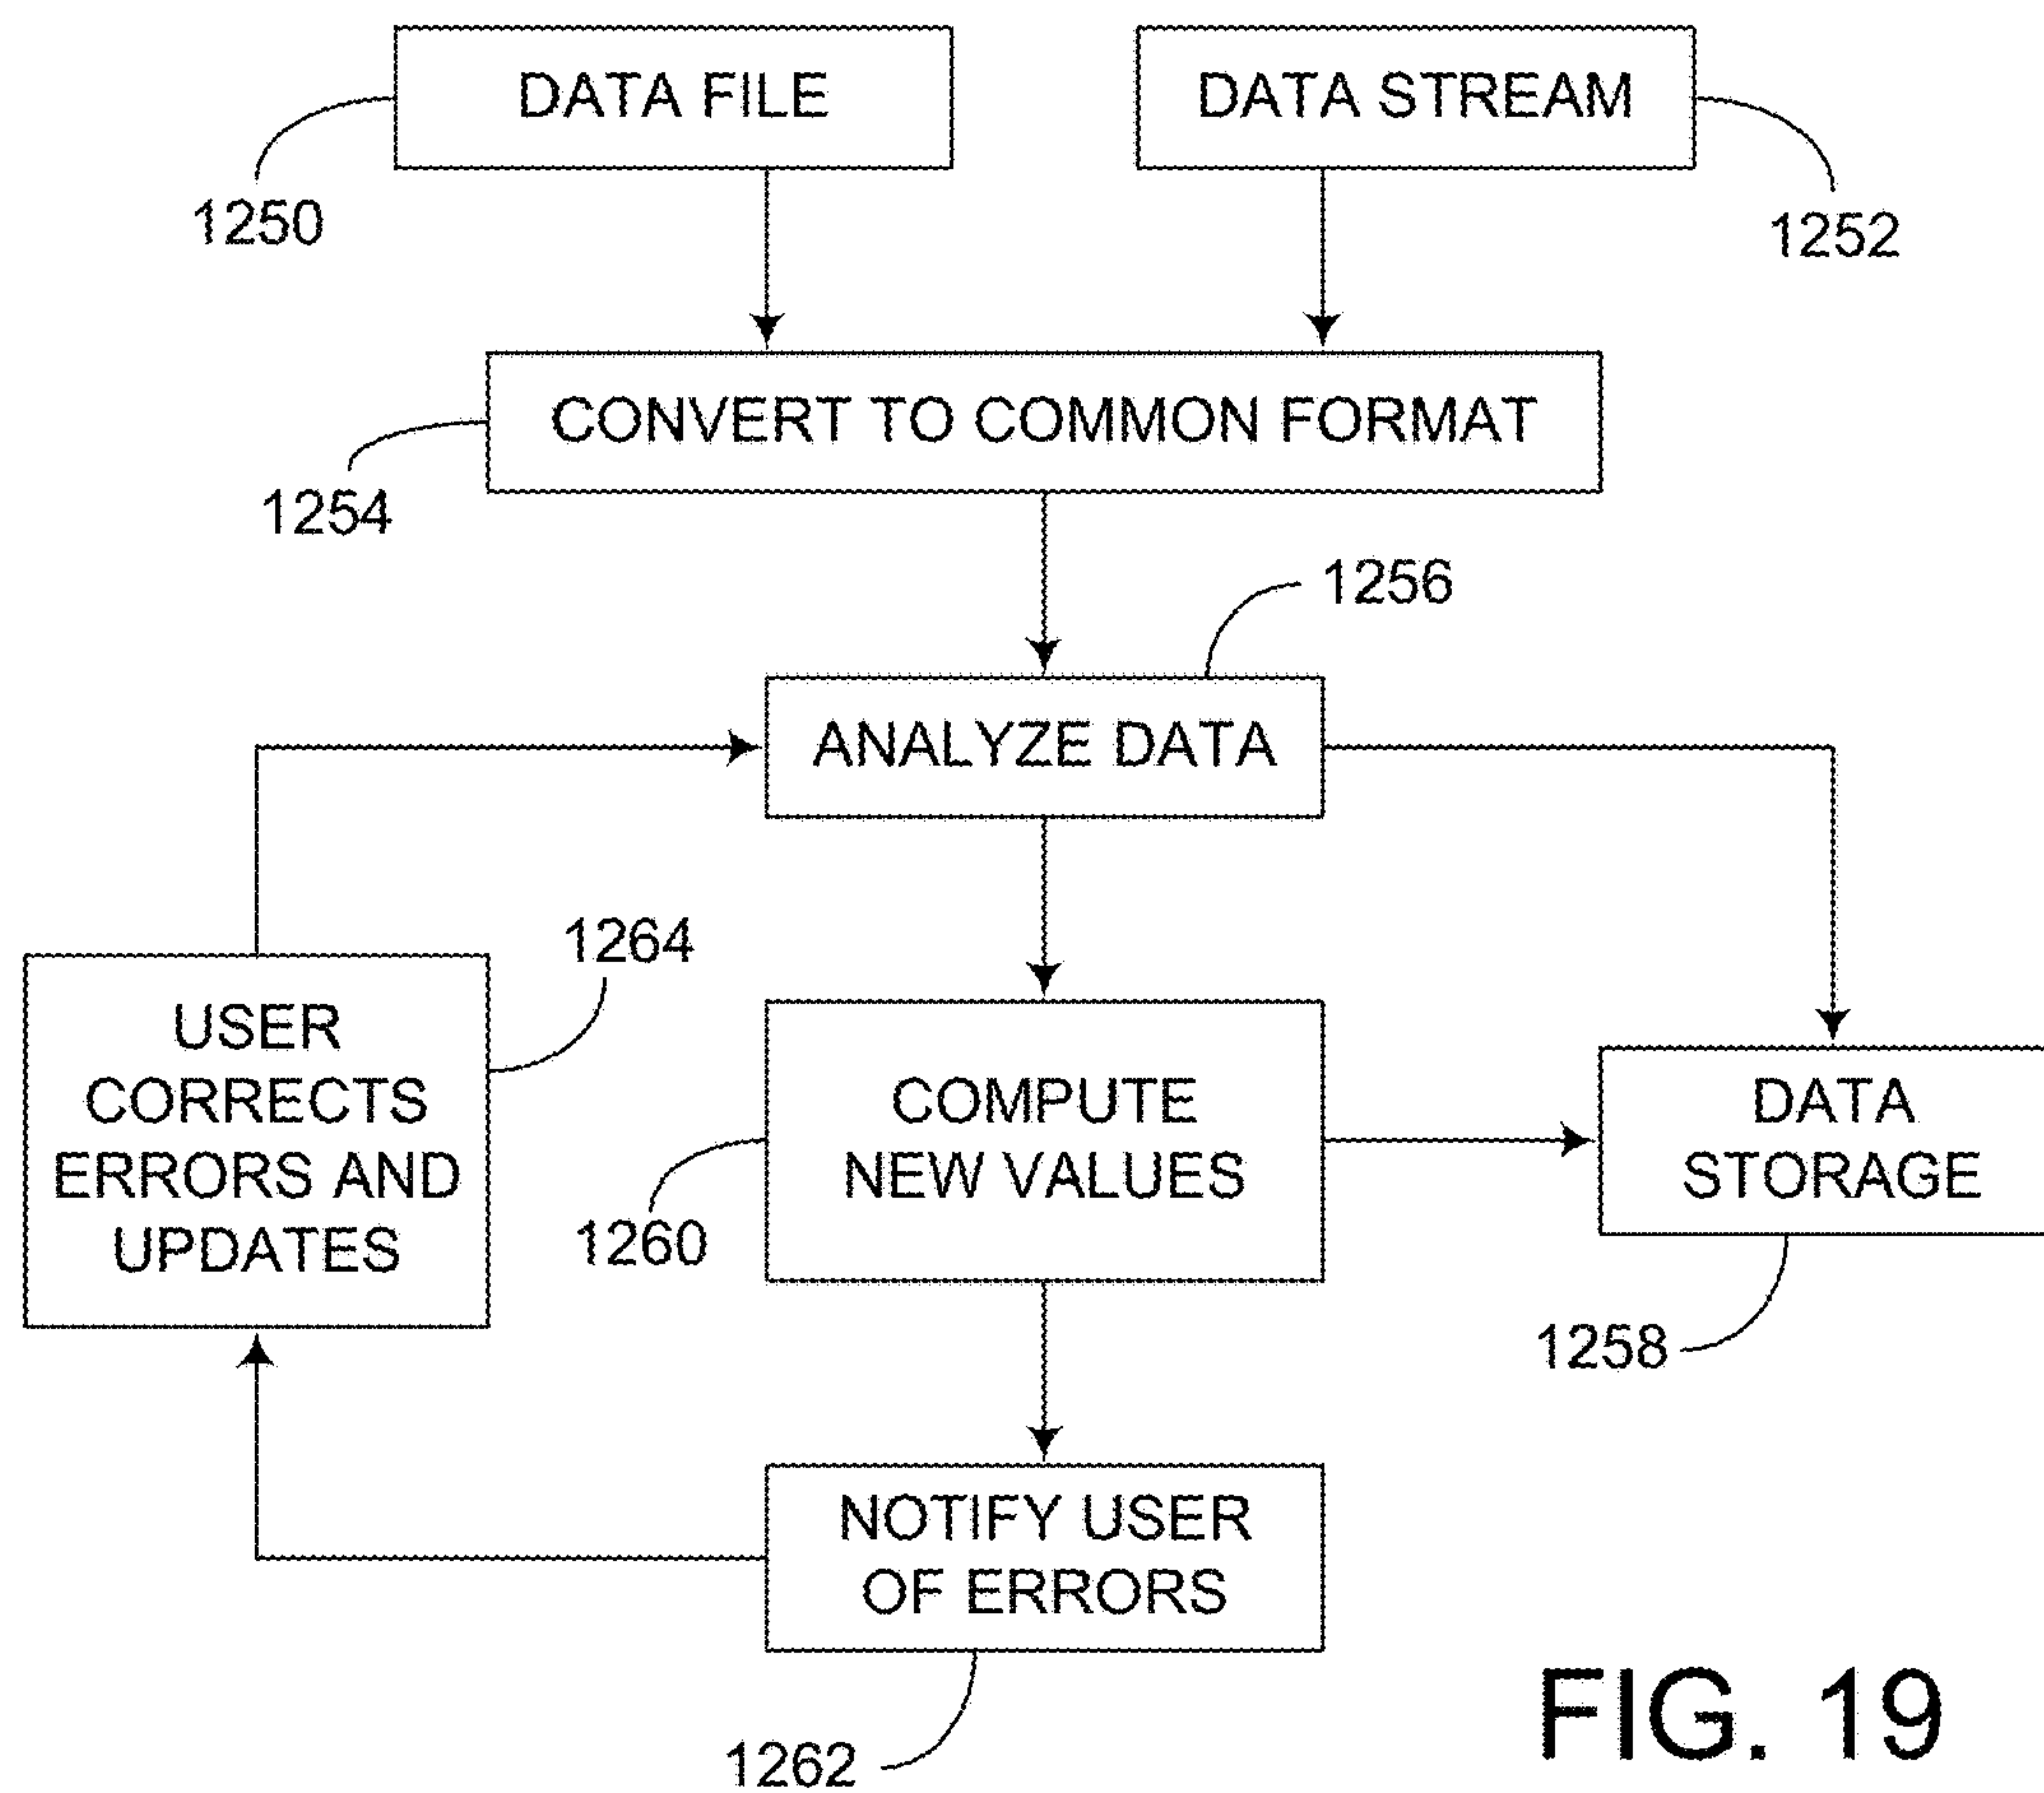 DATA FILE
DATA STREAM
1250
1252
CONVERT TO COMMON FORMAT
1254
1256
ANALYZE DATA
1264
USER
CORRECTS
ERRORS AND
UPDATES
COMPUTE
NEW VALUES
1260
DATA
STORAGE
1258
NOTIFY USER
OF ERRORS
1262
FIG. 19